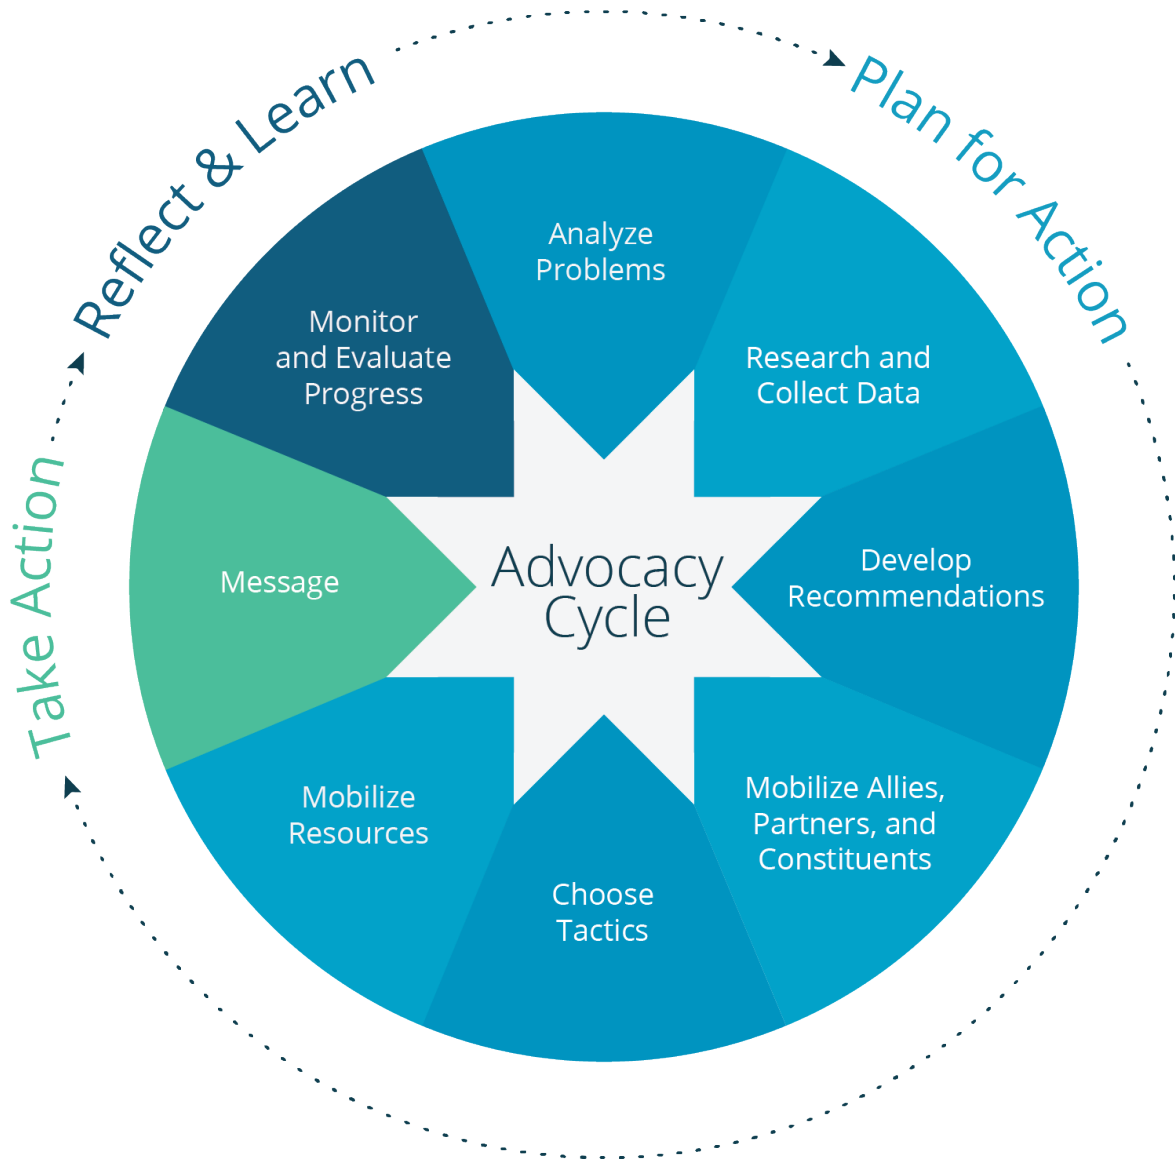 Reflect & Learn
Plan for Action
Analyze
Problems
Research and
Collect Data
Develop
Recommendations
Mobilize Allies,
Partners, and
Constituents
Choose
Tactics
Mobilize
Resources
Take Action
Message
Monitor
and Evaluate
Progress
Advocacy
Cycle